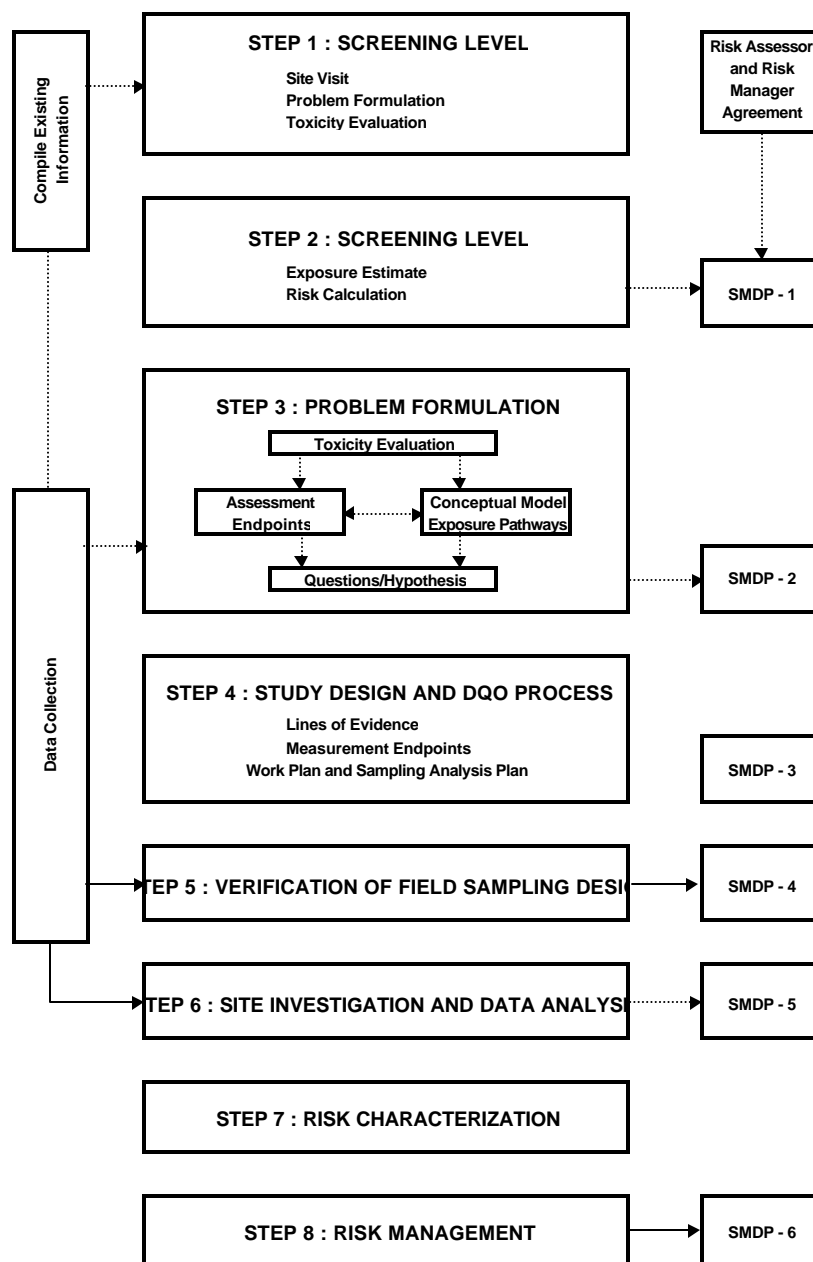 Compile Existing
Information
STEP 1 : SCREENING LEVEL
Site Visit
Problem Formulation
Toxicity Evaluation
Risk Assessor
and Risk
Manager
Agreement
STEP 2 : SCREENING LEVEL
Exposure Estimate
Risk Calculation
SMDP - 1
STEP 3 : PROBLEM FORMULATION
Toxicity Evaluation
Assessment
Endpoints
Conceptual Model
Exposure Pathways
Questions/Hypothesis
SMDP - 2
Data Collection
STEP 4 : STUDY DESIGN AND DQO PROCESS
Lines of Evidence
Measurement Endpoints
Work Plan and Sampling Analysis Plan
SMDP - 3
TEP 5 : VERIFICATION OF FIELD SAMPLING DESIG
SMDP - 4
TEP 6 : SITE INVESTIGATION AND DATA ANALYSI
SMDP - 5
STEP 7 : RISK CHARACTERIZATION
STEP 8 : RISK MANAGEMENT
SMDP - 6